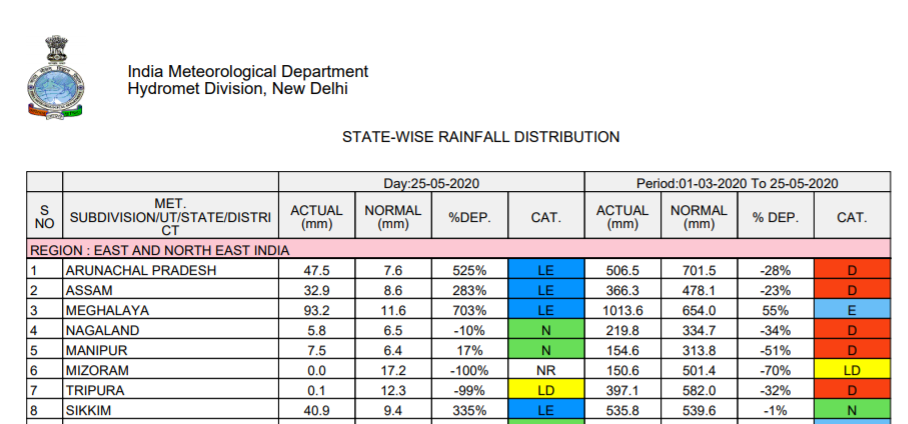 India Meteorological Department
Hydromet Division, New Delhi
STATE-WISE RAINFALL DISTRIBUTION
Day:25-05-2020 Period:01-03-2020 To 25-05-2020
S NO MET. SUBDIVISION/UT/STATE/DISTRI CT ACTUAL (mm) NORMAL (mm) %DEP. CAT. ACTUAL (mm) NORMAL (mm) % DEP. CAT.
REGION : EAST AND NORTH EAST INDIA
1 ARUNACHAL PRADESH 47.5 7.6 525% LE 506.5 701.5 -28% D
2 ASSAM 32.9 8.6 283% LE 366.3 478.1 -23% D
3 MEGHALAYA 93.2 11.6 703% LE 1013.6 654.0 55% E
4 NAGALAND 5.8 6.5 -10% N 219.8 334.7 -34% D
5 MANIPUR 7.5 6.4 17% N 154.6 313.8 -51% D
6 MIZORAM 0.0 17.2 -100% NR 150.6 501.4 -70% LD
7 TRIPURA 0.1 12.3 -99% LD 397.1 582.0 -32% D
8 SIKKIM 40.9 9.4 335% LE 535.8 539.6 -1% N